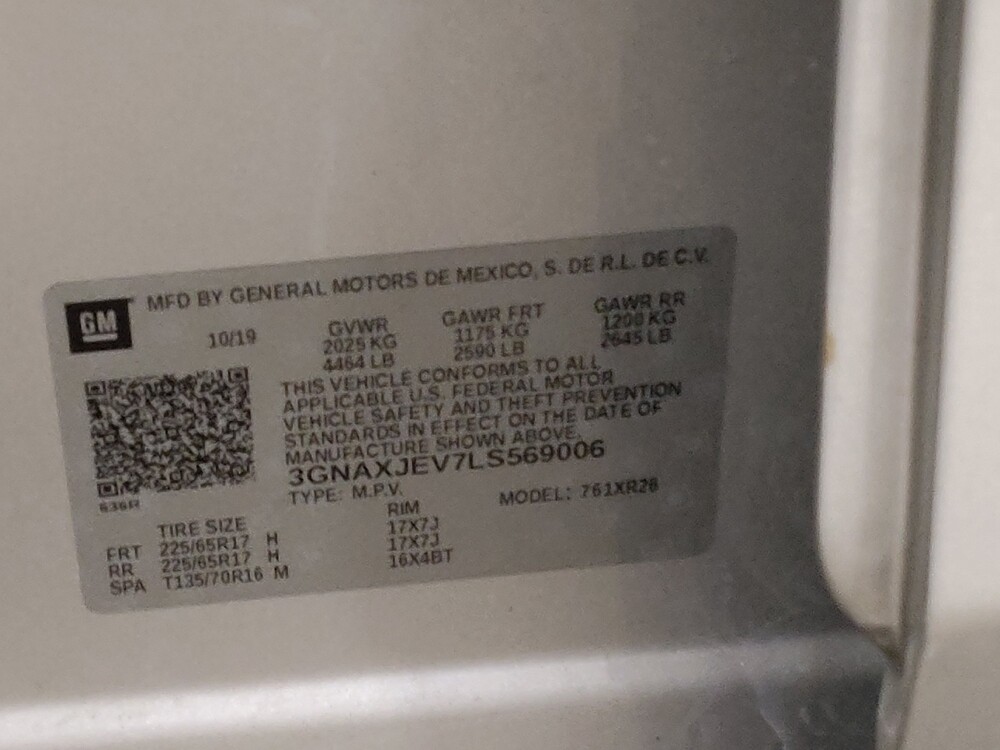 MFD BY GENERAL MOTORS DE MEXICO, S. DE R.L. DE C.V.
GM
10/19 GVWR GAWR FRT GAWR RR
2025 KG 1175 KG 1200 KG
4464 LB 2590 LB 2645 LB
THIS VEHICLE CONFORMS TO ALL
APPLICABLE U.S. FEDERAL MOTOR
VEHICLE SAFETY AND THEFT PREVENTION
STANDARDS IN EFFECT ON THE DATE OF
MANUFACTURE SHOWN ABOVE.
3GNAXJEV7LS569006
TYPE: M.P.V. MODEL: 761XR26
636R
TIRE SIZE RIM
FRT 225/65R17 H 17X7J
RR 225/65R17 H 17X7J
SPA T135/70R16 M 16X4BT